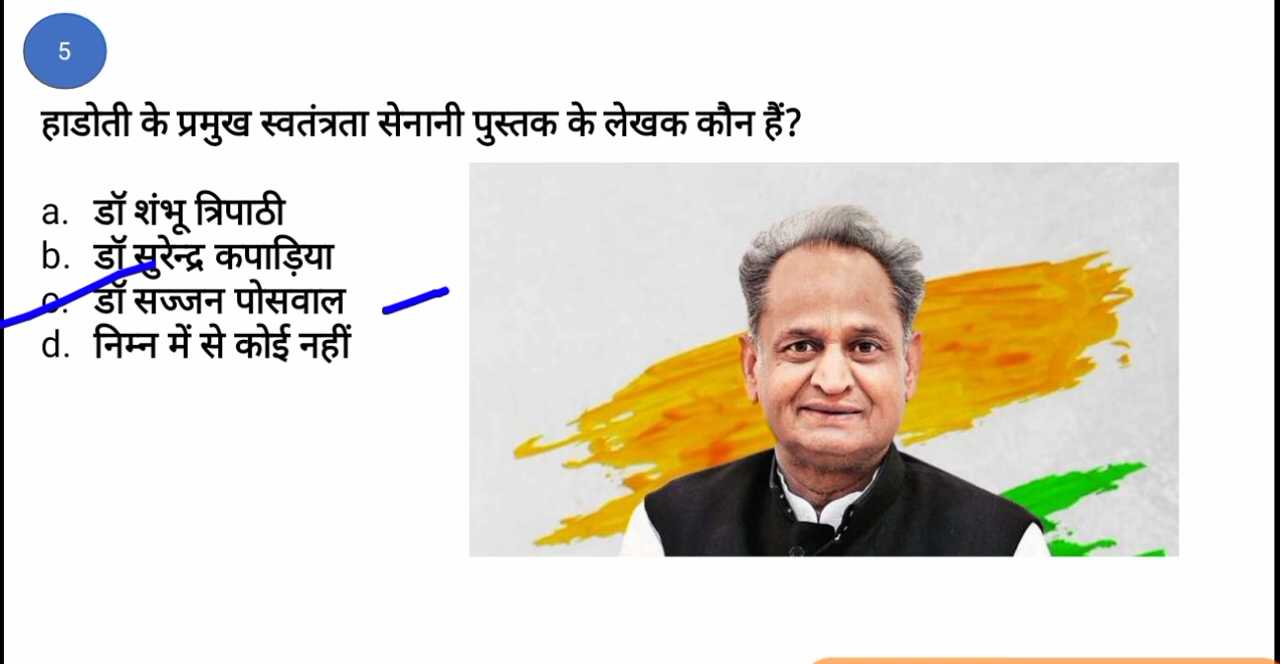 5
हाडोती के प्रमुख स्वतंत्रता सेनानी पुस्तक के लेखक कौन हैं?
a. डॉ शंभू त्रिपाठी
b. डॉ सुरेन्द्र कपाड़िया
c. डॉ सज्जन पोसवाल
d. निम्न में से कोई नहीं